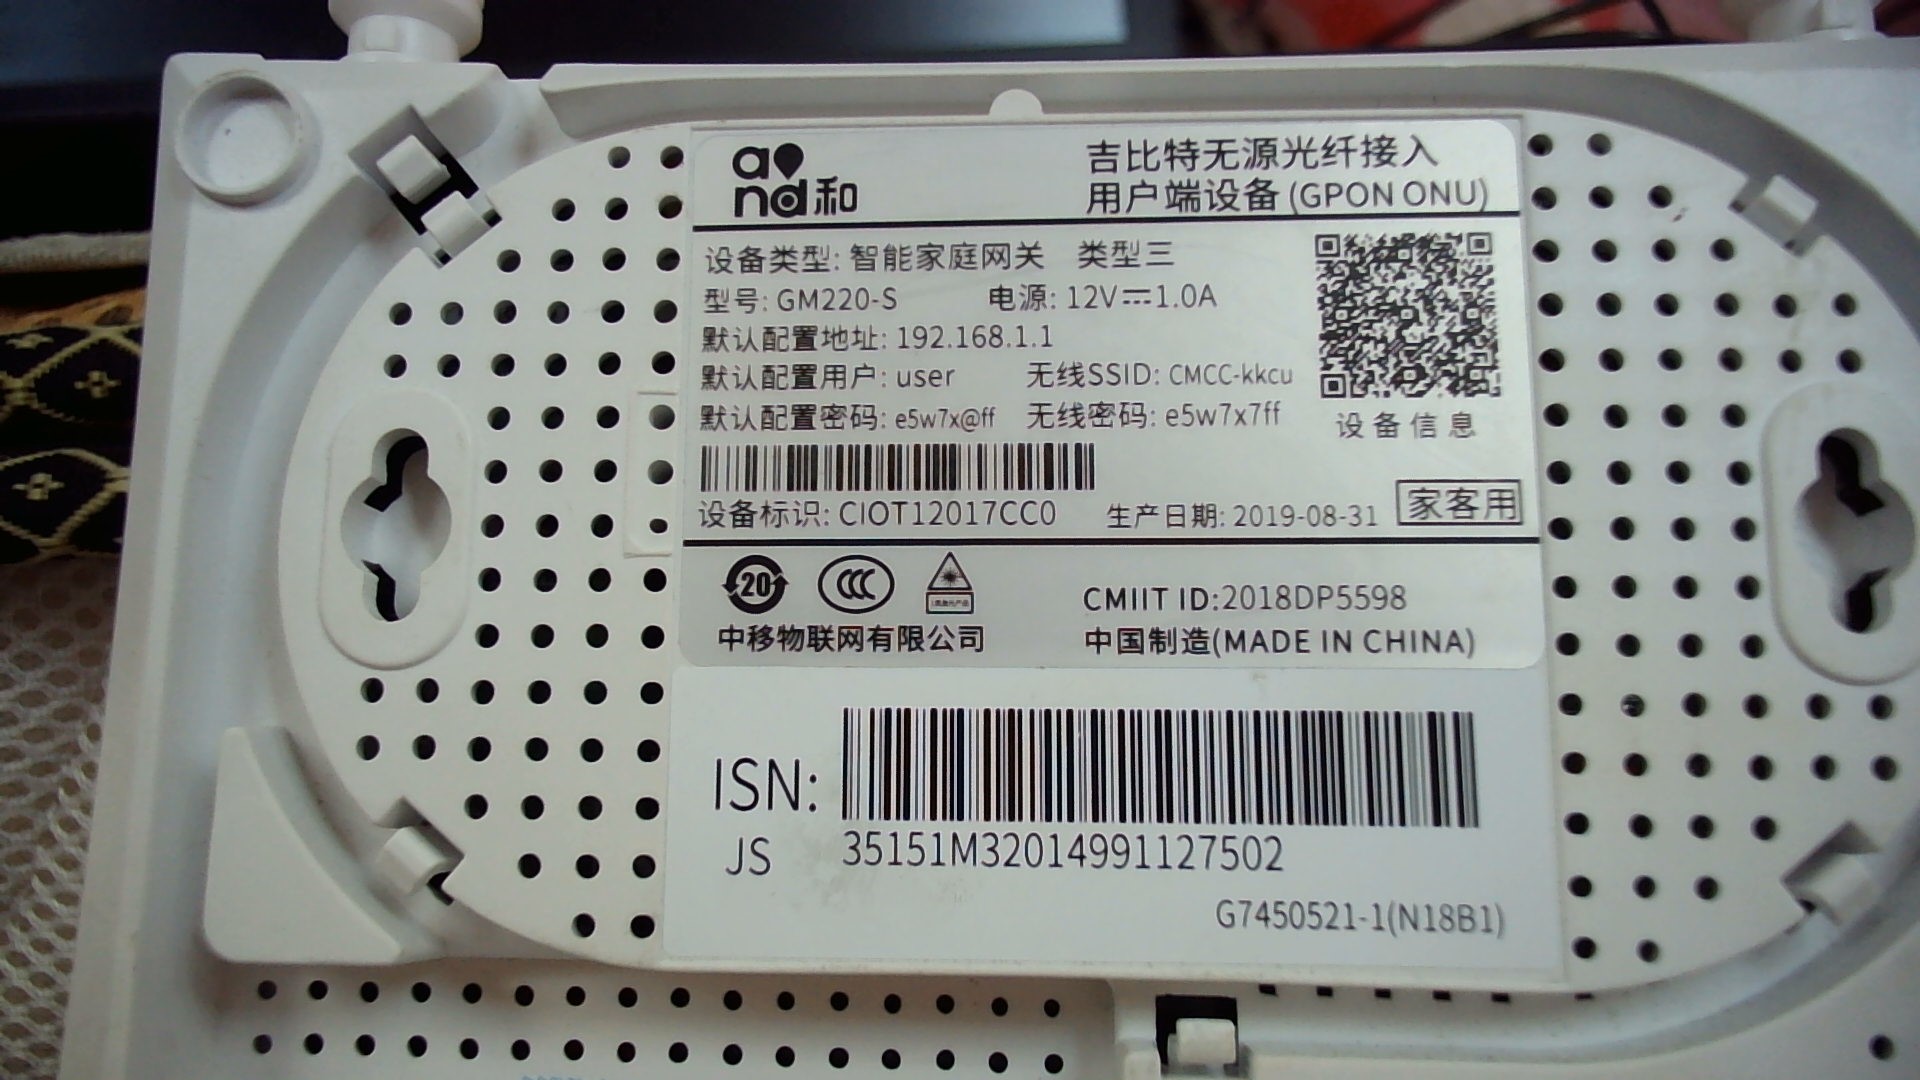 and和
吉比特无源光纤接入
用户端设备(GPON ONU)
设备类型: 智能家庭网关 类型三
型号: GM220-S 电源: 12V⎓1.0A
默认配置地址: 192.168.1.1
默认配置用户: user 无线SSID: CMCC-kkcu
默认配置密码: e5w7x@ff 无线密码: e5w7x7ff
设备信息
设备标识: CIOT12017CC0 生产日期: 2019-08-31 家客用
20 CCC
CMIIT ID:2018DP5598
中移物联网有限公司 中国制造(MADE IN CHINA)
ISN:
JS 35151M32014991127502
G7450521-1(N18B1)